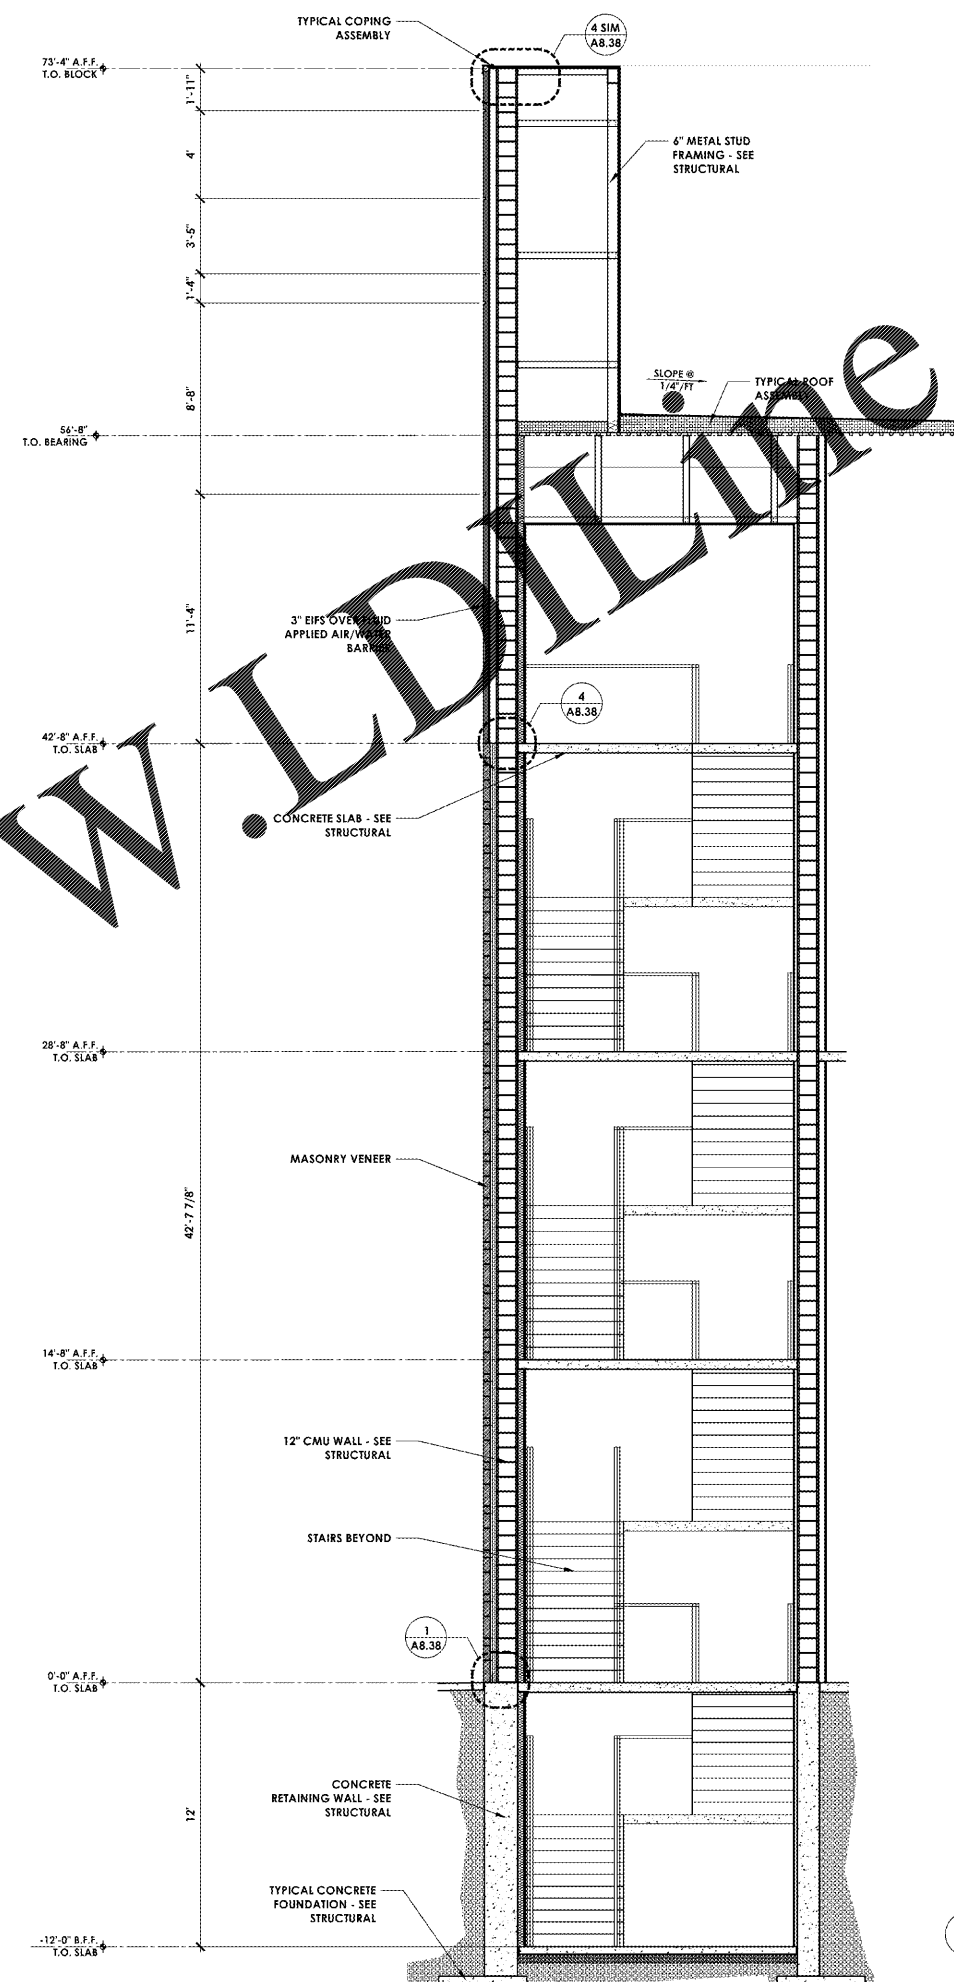 TYPICAL COPING
ASSEMBLY
4 SIM
A8.38
73'-4" A.F.F.
T.O. BLOCK
1'-11"
4'
6" METAL STUD
FRAMING - SEE
STRUCTURAL
3'-5"
1'-4"
8'-8"
SLOPE @
1/4"/FT
TYPICAL ROOF
ASSEMBLY
56'-8"
T.O. BEARING
11'-4"
3" EIFS OVER FLUID
APPLIED AIR/WATER
BARRIER
4
A8.38
42'-8" A.F.F.
T.O. SLAB
CONCRETE SLAB - SEE
STRUCTURAL
28'-8" A.F.F.
T.O. SLAB
MASONRY VENEER
42'-7 7/8"
14'-8" A.F.F.
T.O. SLAB
12" CMU WALL - SEE
STRUCTURAL
STAIRS BEYOND
1
A8.38
0'-0" A.F.F.
T.O. SLAB
CONCRETE
RETAINING WALL - SEE
STRUCTURAL
12'
TYPICAL CONCRETE
FOUNDATION - SEE
STRUCTURAL
-12'-0" B.F.F.
T.O. SLAB
W.LDILine